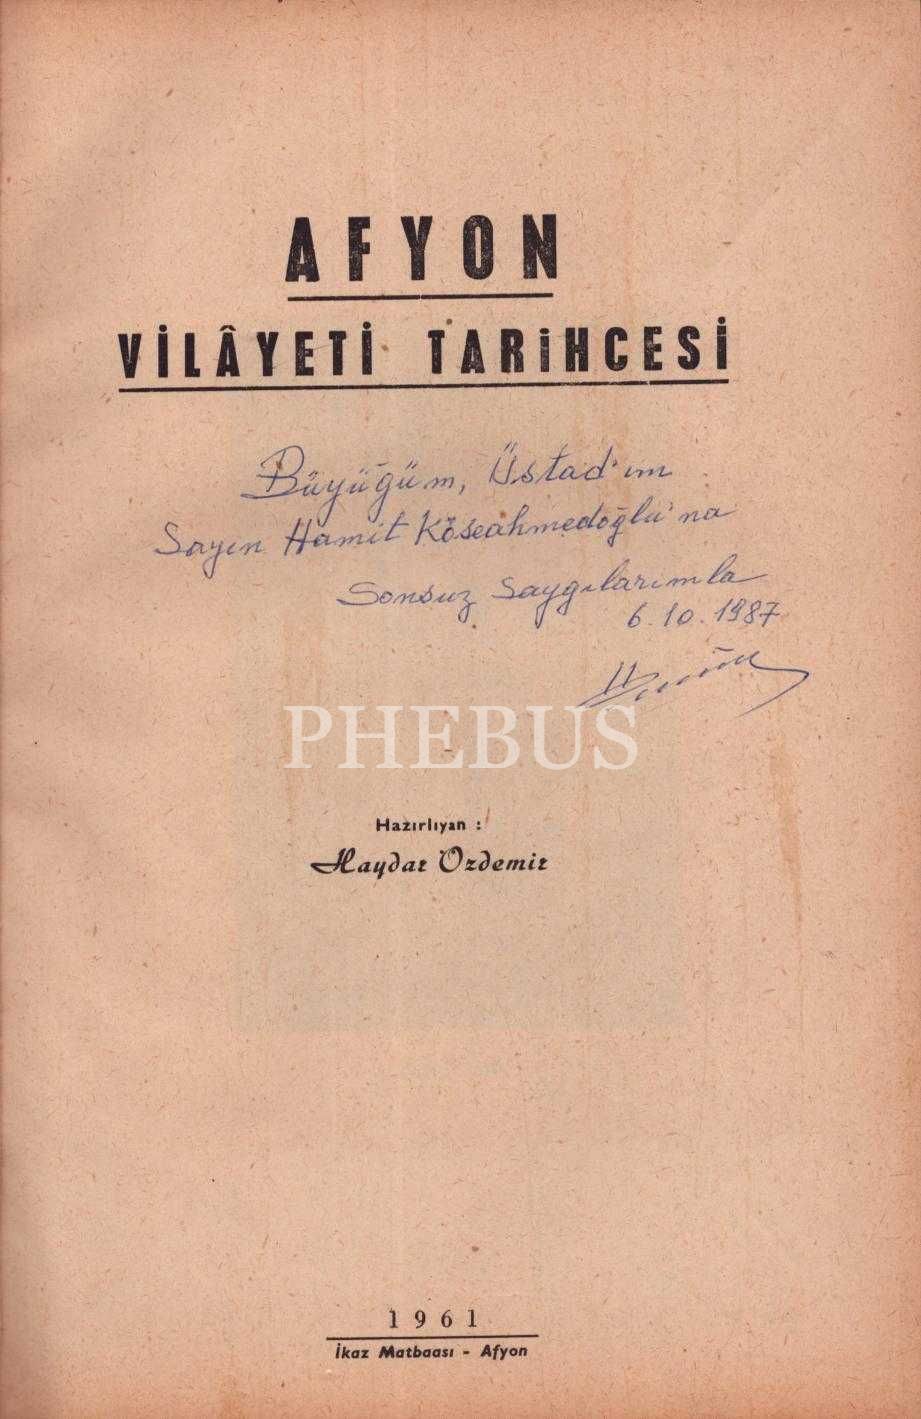 AFYON
VİLÂYETİ TARİHCESİ
Büyüğüm, Üstad'ım
Sayın Hamit Köseahmedoğlu'na
Sonsuz Saygılarımla
6.10.1987
PHEBUS
Hazırlıyan :
Haydar Özdemir
1961
İkaz Matbaası - Afyon